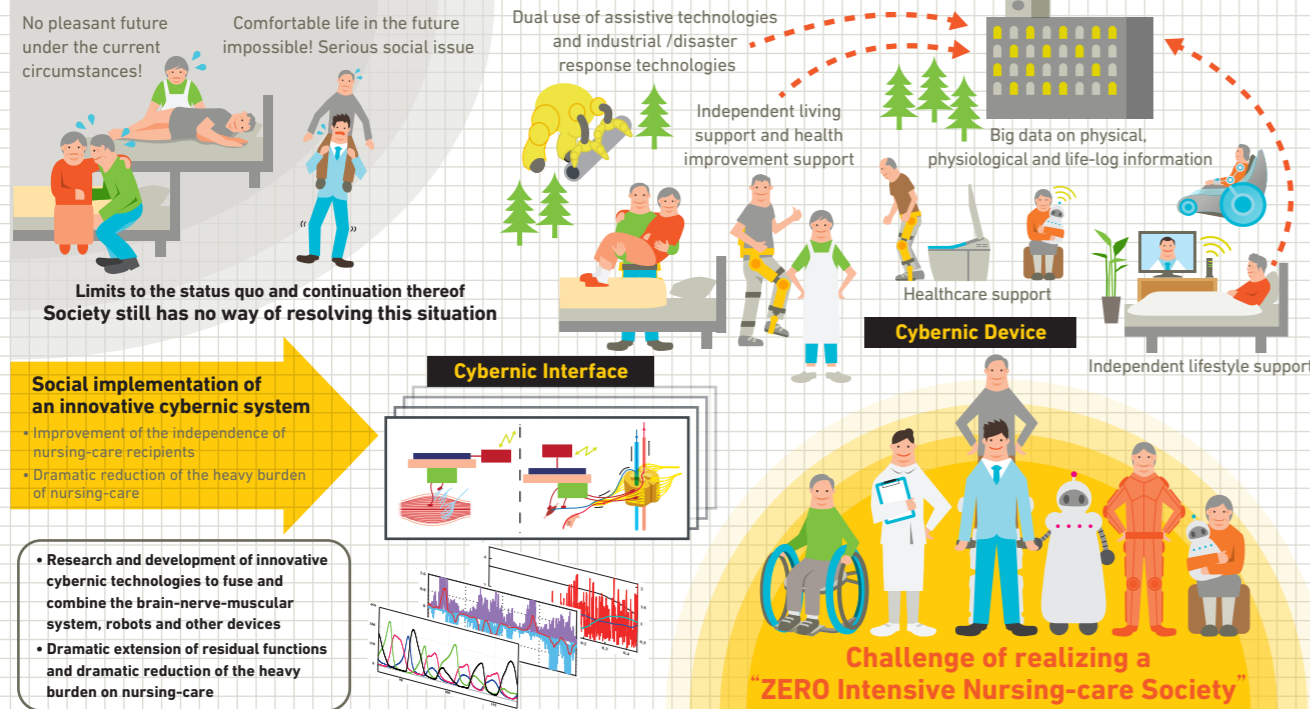 No pleasant future
under the current
circumstances!
Comfortable life in the future
impossible! Serious social issue
Limits to the status quo and continuation thereof
Society still has no way of resolving this situation
Dual use of assistive technologies
and industrial /disaster
response technologies
Independent living
support and health
improvement support
Big data on physical,
physiological and life-log information
Healthcare support
Cybernic Device
Independent lifestyle support
Social implementation of
an innovative cybernic system
• Improvement of the independence of
nursing-care recipients
• Dramatic reduction of the heavy burden
of nursing-care
Cybernic Interface
• Research and development of innovative
cybernic technologies to fuse and
combine the brain-nerve-muscular
system, robots and other devices
• Dramatic extension of residual functions
and dramatic reduction of the heavy
burden on nursing-care
Challenge of realizing a
“ZERO Intensive Nursing-care Society”